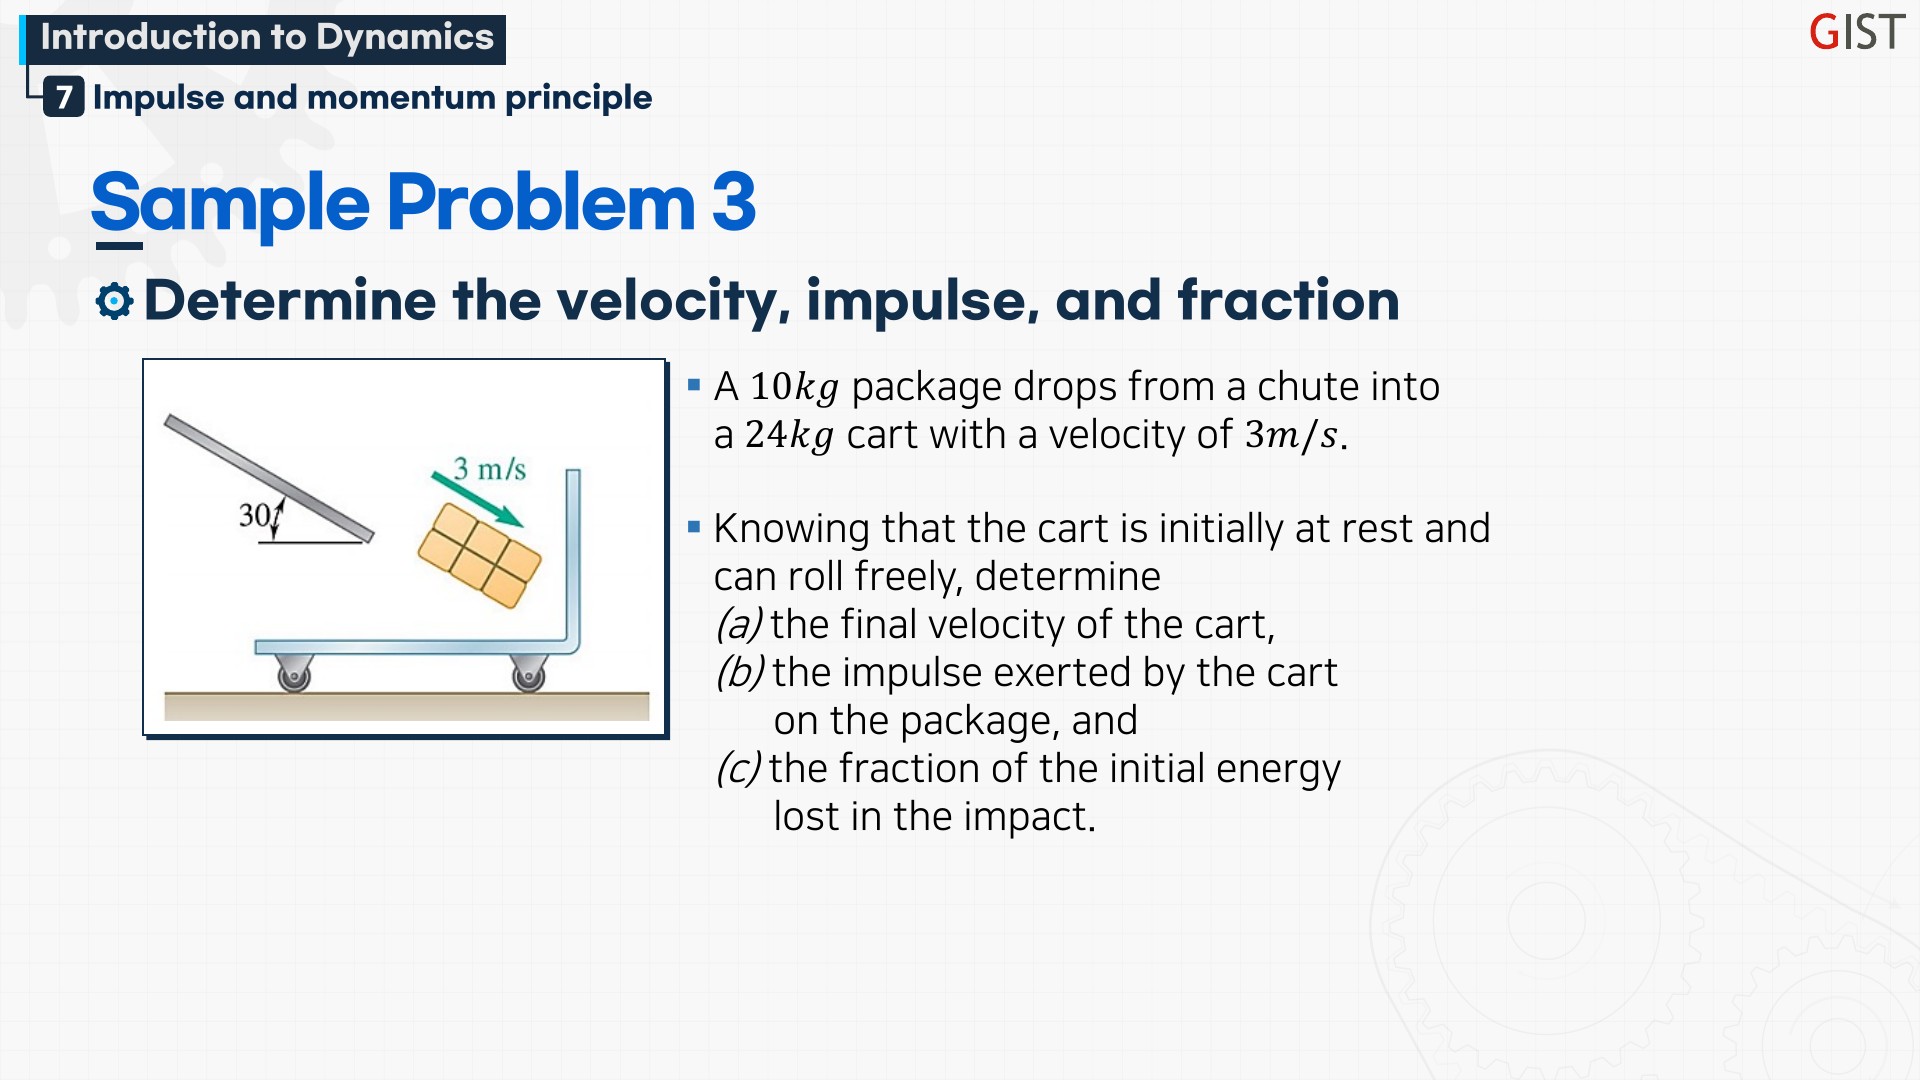 Introduction to Dynamics
GIST
7 Impulse and momentum principle
Sample Problem 3
Determine the velocity, impulse, and fraction
3 m/s
30
▪ A 10kg package drops from a chute into
a 24kg cart with a velocity of 3m/s.
▪ Knowing that the cart is initially at rest and
can roll freely, determine
(a) the final velocity of the cart,
(b) the impulse exerted by the cart
on the package, and
(c) the fraction of the initial energy
lost in the impact.